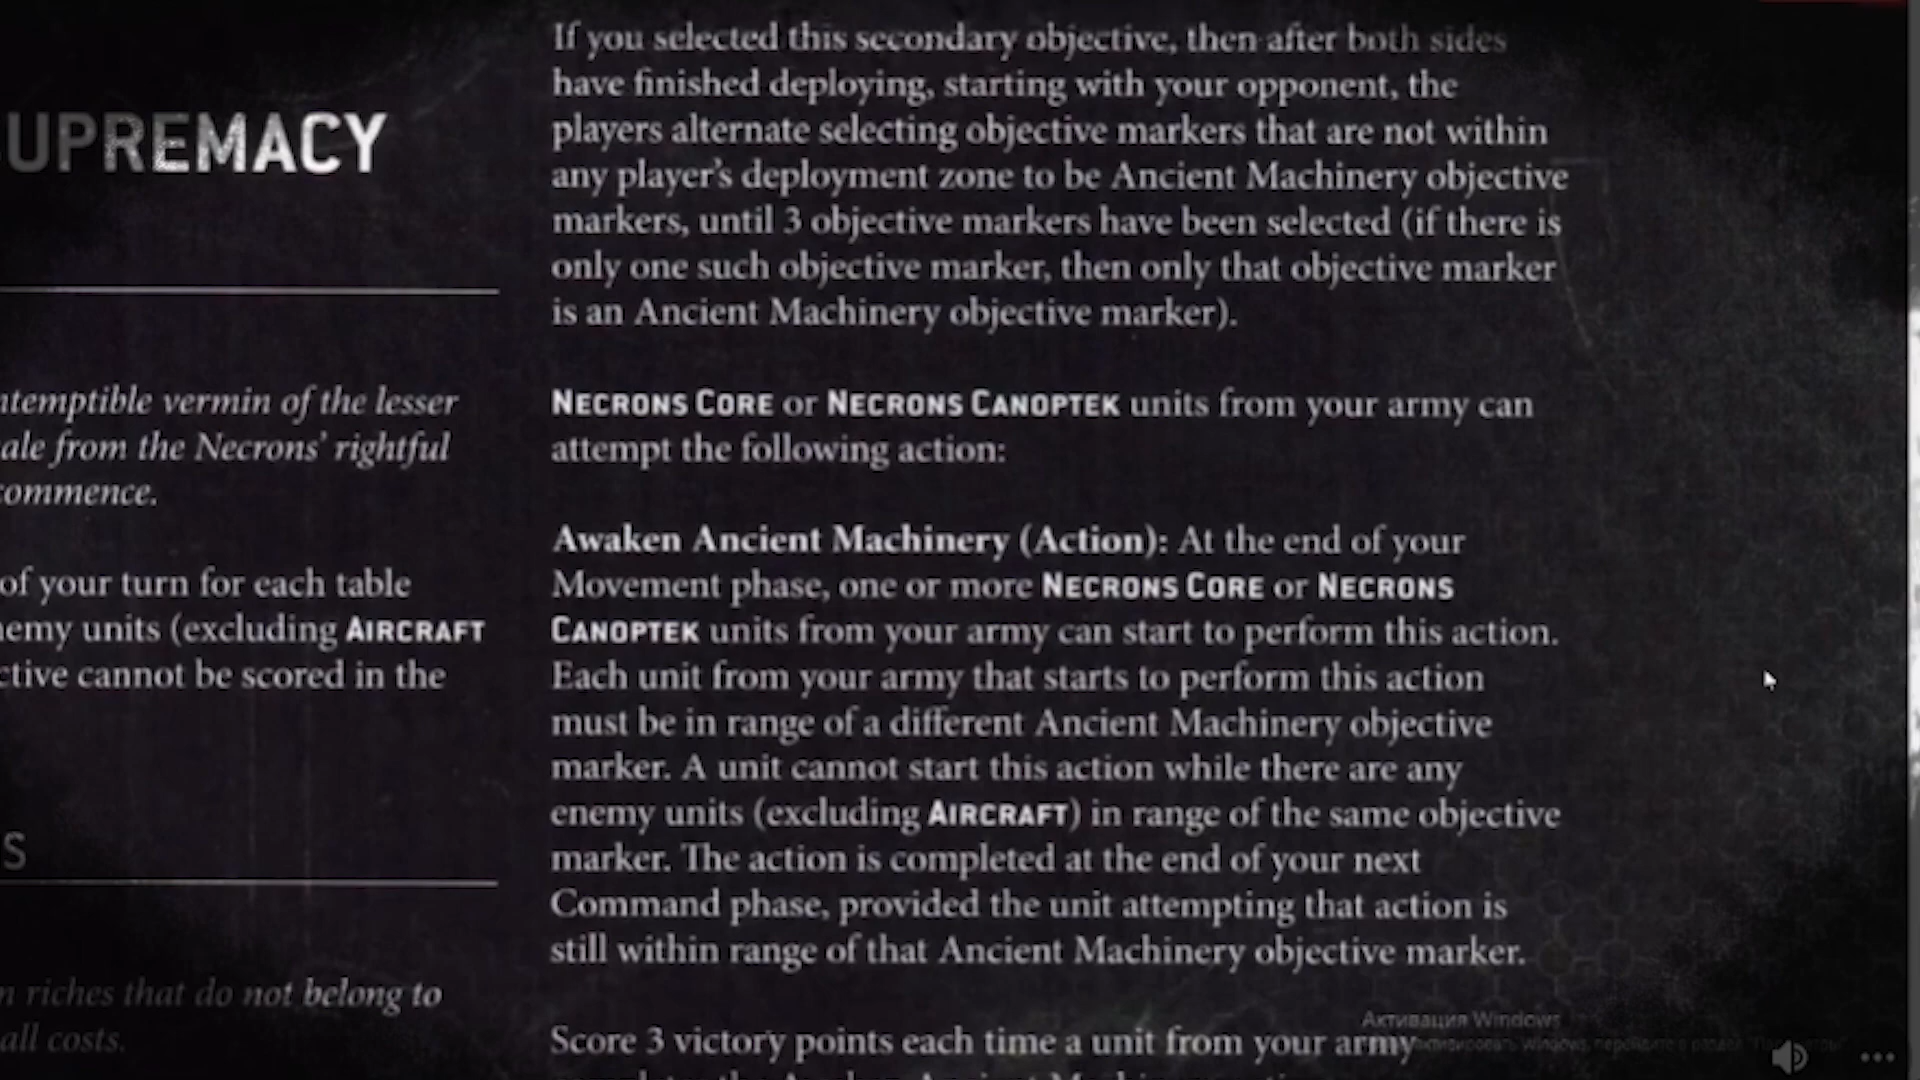 UPREMACY
ntemptible vermin of the lesser
ale from the Necrons' rightful
commence.
of your turn for each table
nemy units (excluding AIRCRAFT
ctive cannot be scored in the
S
n riches that do not belong to
all costs.
If you selected this secondary objective, then after both sides
have finished deploying, starting with your opponent, the
players alternate selecting objective markers that are not within
any player's deployment zone to be Ancient Machinery objective
markers, until 3 objective markers have been selected (if there is
only one such objective marker, then only that objective marker
is an Ancient Machinery objective marker).
NECRONS CORE or NECRONS CANOPTEK units from your army can
attempt the following action:
Awaken Ancient Machinery (Action): At the end of your
Movement phase, one or more NECRONS CORE or NECRONS
CANOPTEK units from your army can start to perform this action.
Each unit from your army that starts to perform this action
must be in range of a different Ancient Machinery objective
marker. A unit cannot start this action while there are any
enemy units (excluding AIRCRAFT) in range of the same objective
marker. The action is completed at the end of your next
Command phase, provided the unit attempting that action is
still within range of that Ancient Machinery objective marker.
Score 3 victory points each time a unit from your army
Активация Windows